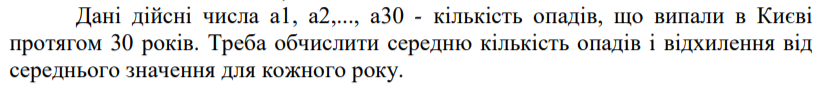 Дані дійсні числа a1, a2,..., a30 - кількість опадів, що випали в Києві
протягом 30 років. Треба обчислити середню кількість опадів і відхилення від
середнього значення для кожного року.